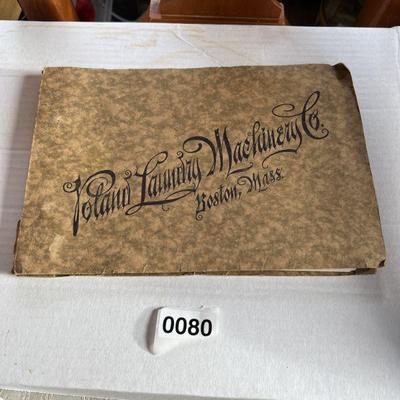 Poland Laundry Machinery Co.
Boston, Mass.
0080